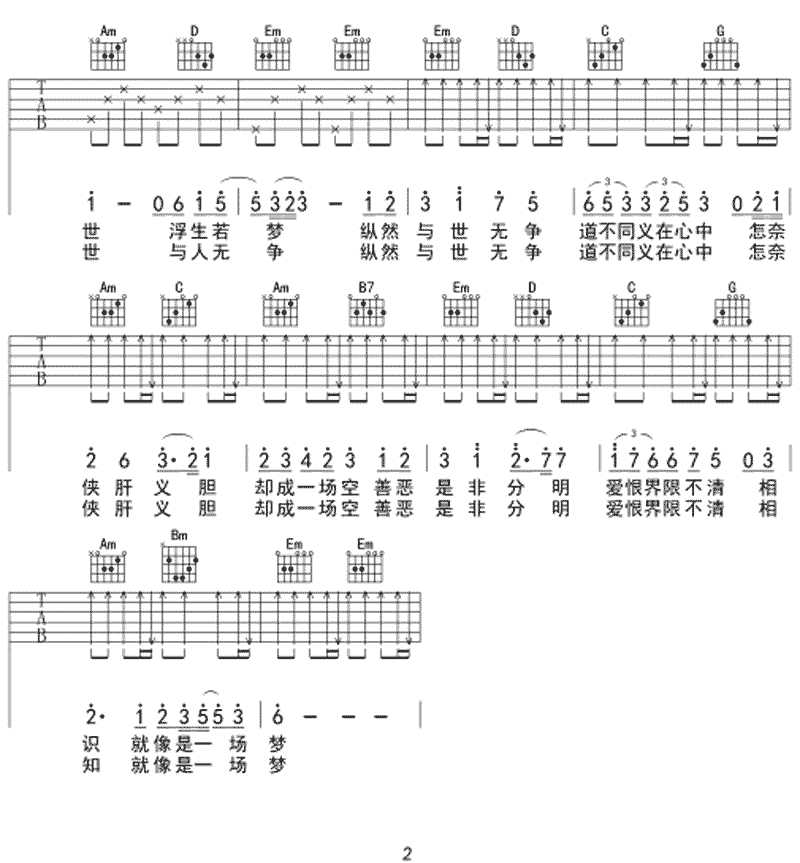 Am D Em Em Em D C G
T A B
1 - 0 6 1 5 5 3 2 3 - 1 2 3 1 7 5 6 5 3 3 2 5 3 0 2 1
世 浮生若 梦 纵然 与世无争 道不同义在心中 怎奈
世 与人无 争 纵然 与世无争 道不同义在心中 怎奈
Am C Am B7 Em D C G
T A B
2 6 3· 2 1 2 3 4 2 3 1 2 3 1 2· 7 7 1 7 6 6 7 5 0 3
侠肝义胆 却成一场空 善恶 是非分明 爱恨界限不清 相
侠肝义胆 却成一场空 善恶 是非分明 爱恨界限不清 相
Am Bm Em Em
T A B
2· 1 2 3 5 5 3 6 - - -
识 就像是一场 梦
知 就像是一场 梦
2